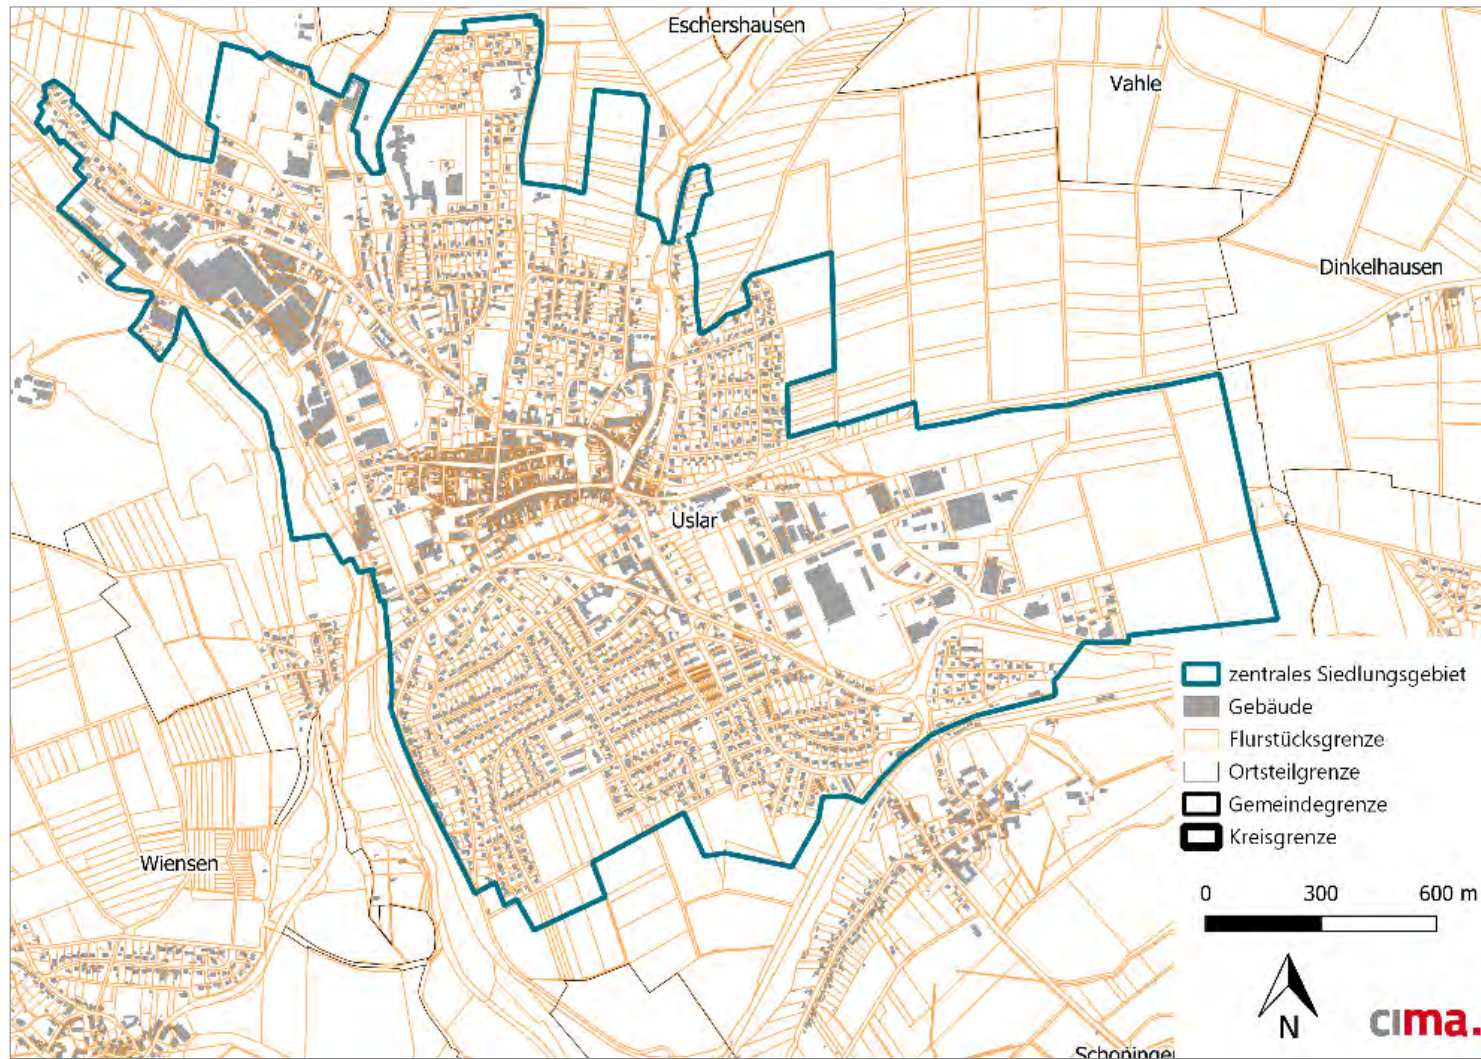 Eschershausen
Vahle
Dinkelhausen
Uslar
Wiensen
zentrales Siedlungsgebiet
Gebäude
Flurstücksgrenze
Ortsteilgrenze
Gemeindegrenze
Kreisgrenze
0 300 600 m
N
cima.